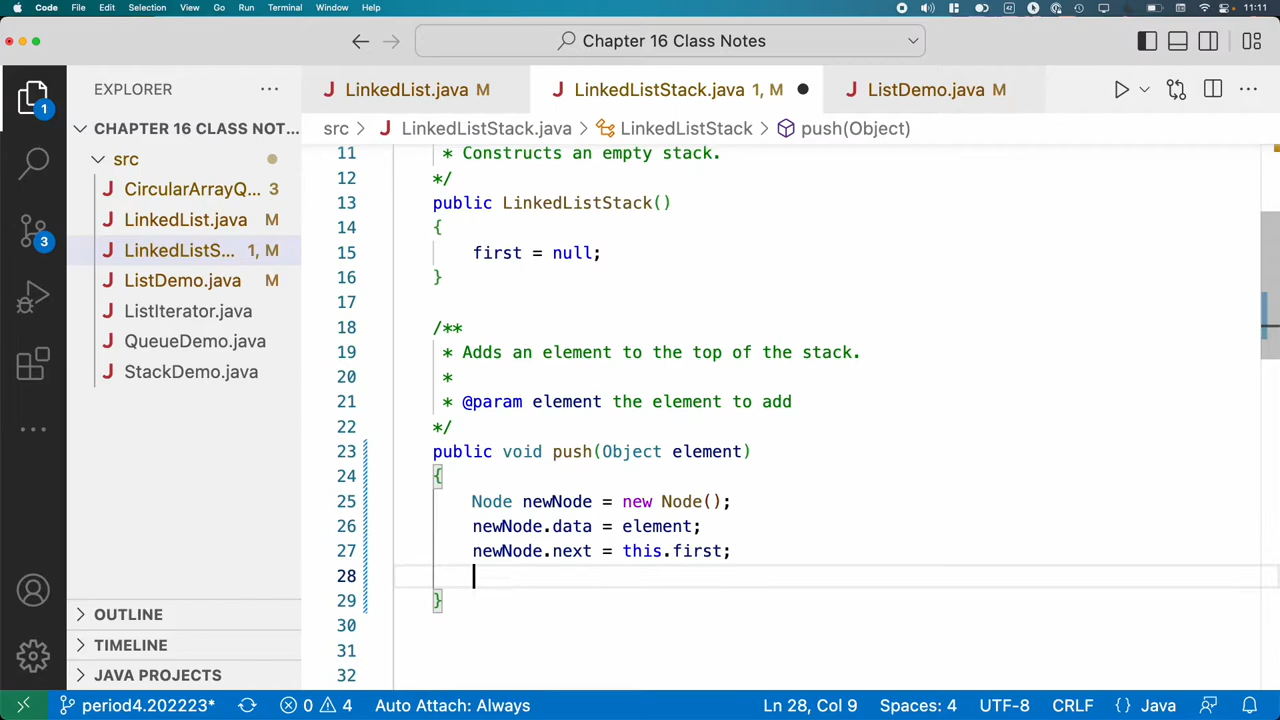 Code File Edit Selection View Go Run Terminal Window Help 11:11
Chapter 16 Class Notes
EXPLORER ...
LinkedList.java M
LinkedListStack.java 1, M
ListDemo.java M
src > LinkedListStack.java > LinkedListStack > push(Object)
1
3
CHAPTER 16 CLASS NOT...
src
CircularArrayQ... 3
LinkedList.java M
LinkedListS... 1, M
ListDemo.java M
ListIterator.java
QueueDemo.java
StackDemo.java
OUTLINE
TIMELINE
JAVA PROJECTS
11 * Constructs an empty stack.
12 */
13 public LinkedListStack()
14 {
15 first = null;
16 }
17
18 /**
19 * Adds an element to the top of the stack.
20 *
21 * @param element the element to add
22 */
23 public void push(Object element)
24 {
25 Node newNode = new Node();
26 newNode.data = element;
27 newNode.next = this.first;
28
29 }
30
31
32
period4.202223* 0 4 Auto Attach: Always Ln 28, Col 9 Spaces: 4 UTF-8 CRLF {} Java